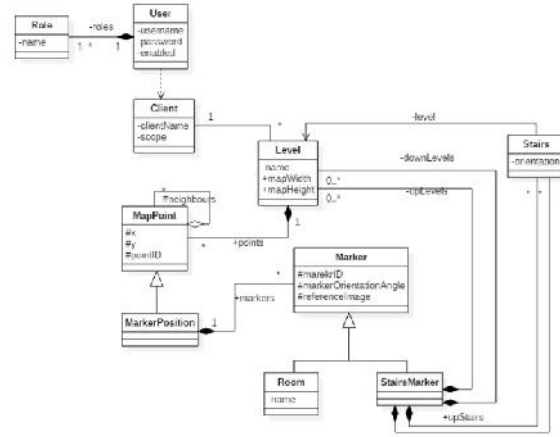 Role
-name
-roles
1..*
1
User
-username
password
-enabled
Client
-clientName
-scope
1
*
Level
name
+mapWidth
+mapHeight
-level
Stairs
-orientation
-downLevels
0..*
-upLevels
0..*
*
#neighbours
MapPoint
#x
#y
#pointID
1
+points
*
Marker
#marekrID
#markerOrientationAngle
#referenceImage
*
+markers
1
MarkerPosition
Room
name
StairsMarker
+upStairs
* *